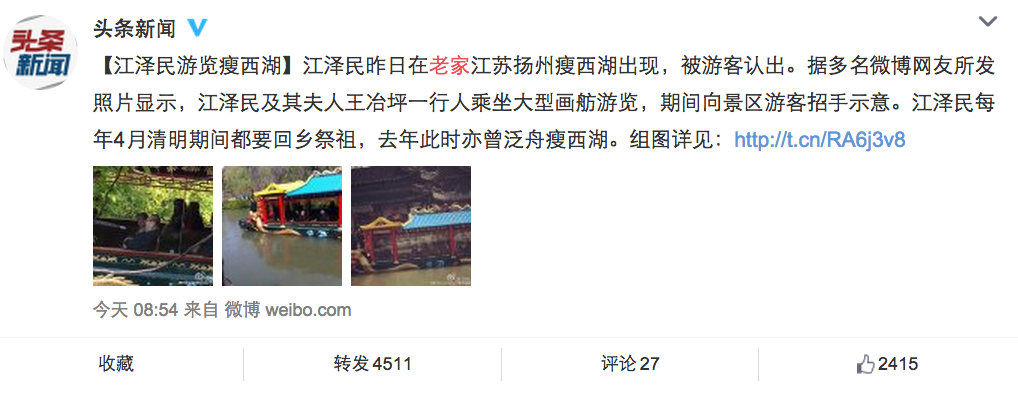 头条新闻
头条
新闻
【江泽民游览瘦西湖】江泽民昨日在老家江苏扬州瘦西湖出现，被游客认出。据多名微博网友所发
照片显示，江泽民及其夫人王冶坪一行人乘坐大型画舫游览，期间向景区游客招手示意。江泽民每
年4月清明期间都要回乡祭祖，去年此时亦曾泛舟瘦西湖。组图详见：http://t.cn/RA6j3v8
今天 08:54 来自 微博 weibo.com
收藏
转发 4511
评论 27
2415